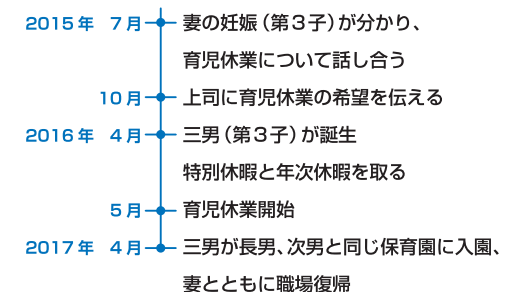 2015年 7月 妻の妊娠（第３子）が分かり、
育児休業について話し合う
10月 上司に育児休業の希望を伝える
2016年 4月 三男（第３子）が誕生
特別休暇と年次休暇を取る
5月 育児休業開始
2017年 4月 三男が長男、次男と同じ保育園に入園、
妻とともに職場復帰